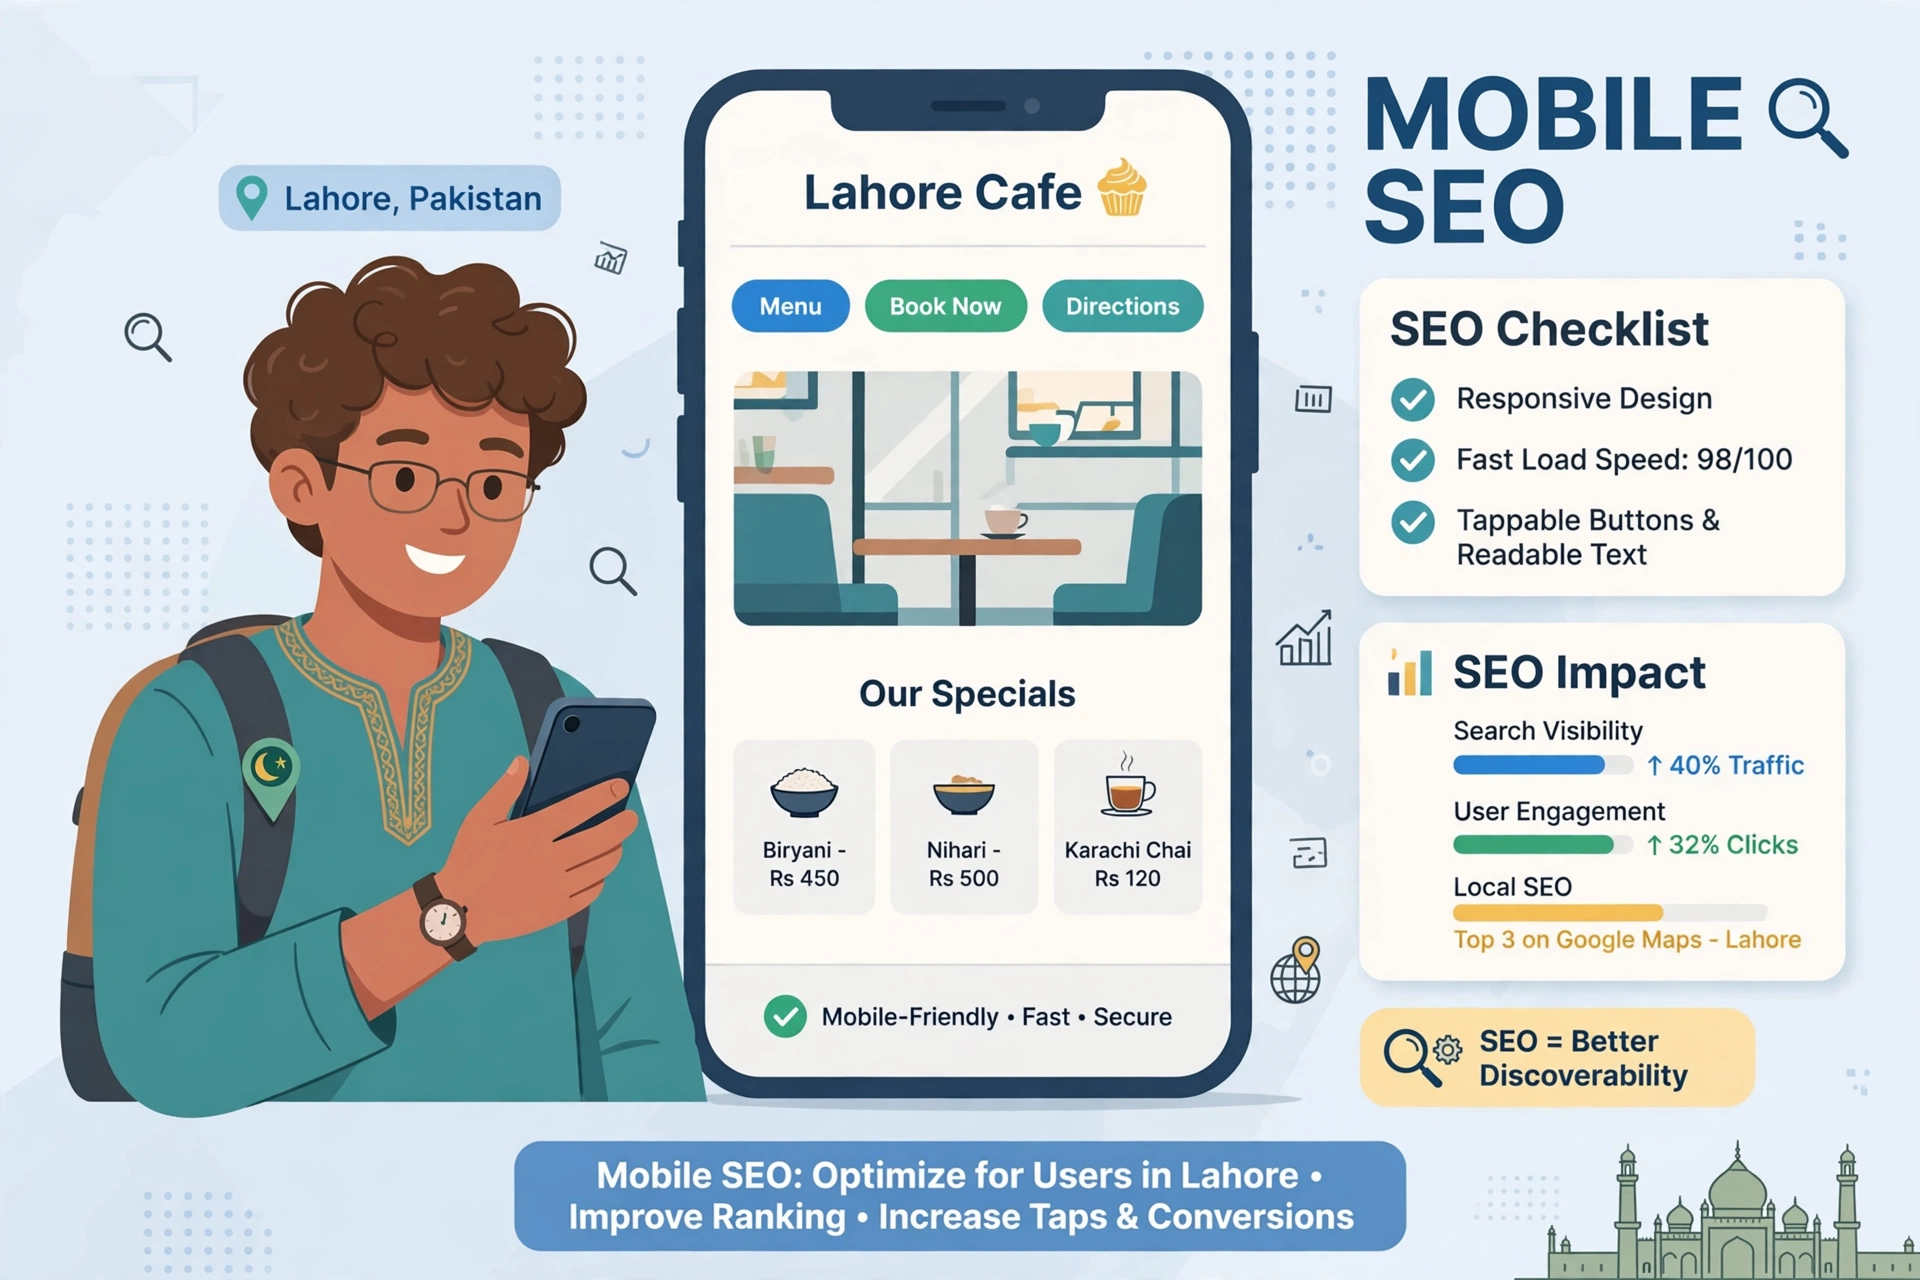 Lahore, Pakistan
Lahore Cafe
Menu
Book Now
Directions
Our Specials
Biryani -
Rs 450
Nihari -
Rs 500
Karachi Chai
Rs 120
Mobile-Friendly • Fast • Secure
MOBILE
SEO
SEO Checklist
Responsive Design
Fast Load Speed: 98/100
Tappable Buttons &
Readable Text
SEO Impact
Search Visibility
↑ 40% Traffic
User Engagement
↑ 32% Clicks
Local SEO
Top 3 on Google Maps - Lahore
SEO = Better
Discoverability
Mobile SEO: Optimize for Users in Lahore •
Improve Ranking • Increase Taps & Conversions